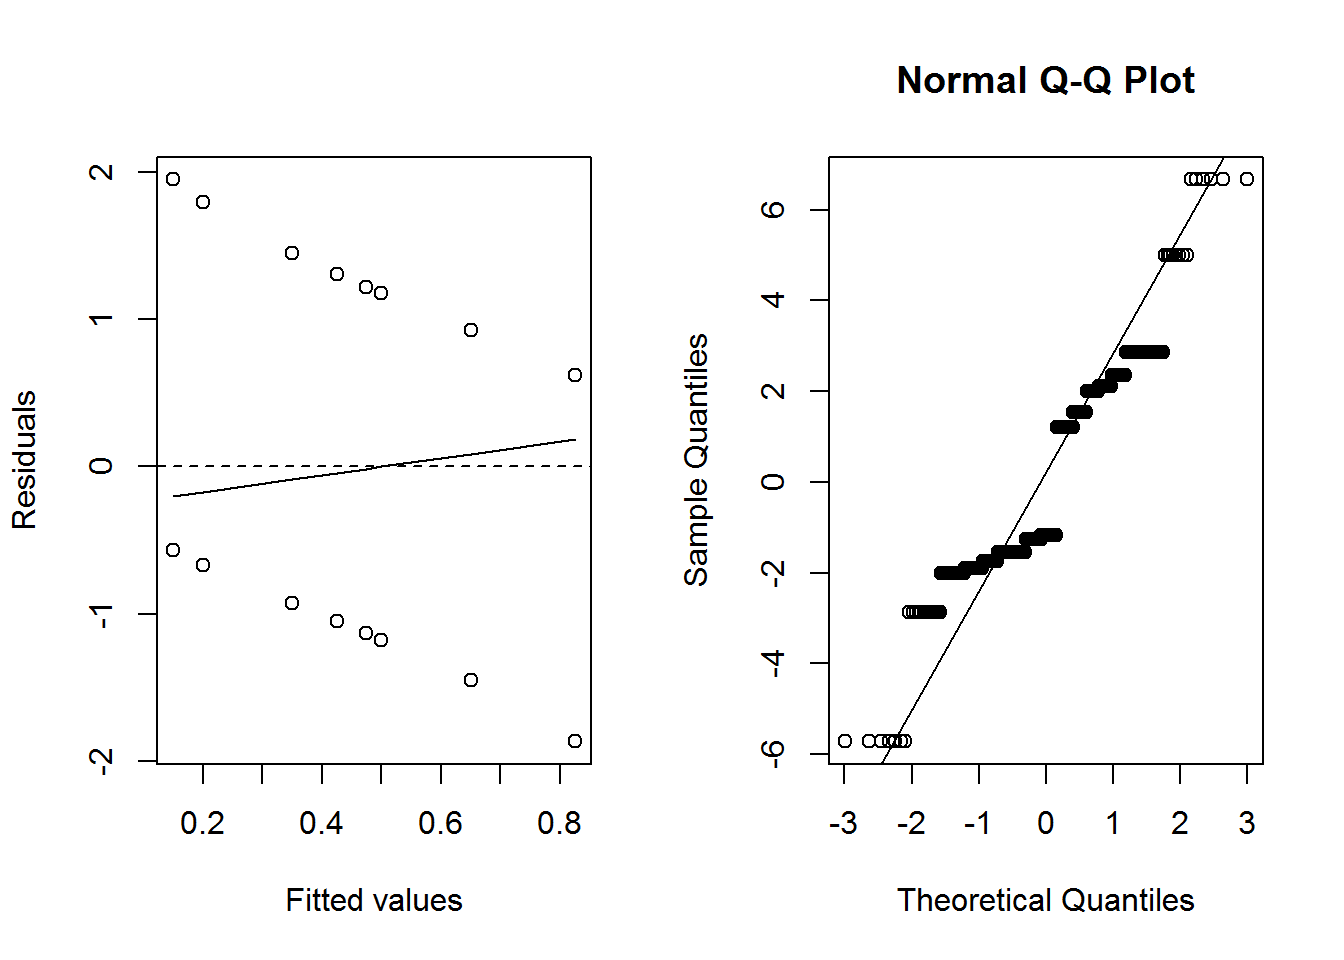 Residuals
2
1
0
-1
-2
0.2 0.4 0.6 0.8
Fitted values
Normal Q-Q Plot
Sample Quantiles
6
4
2
0
-2
-4
-6
-3 -2 -1 0 1 2 3
Theoretical Quantiles